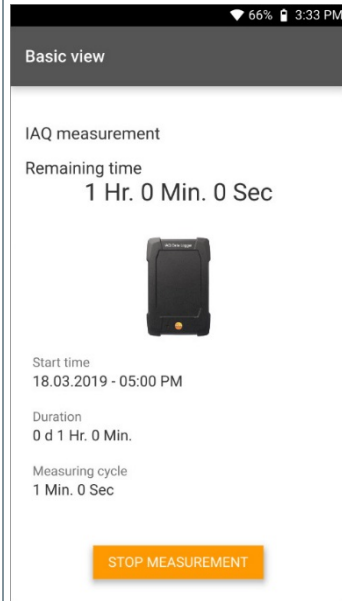 66% 3:33 PM
Basic view
IAQ measurement
Remaining time
1 Hr. 0 Min. 0 Sec
Start time
18.03.2019 - 05:00 PM
Duration
0 d 1 Hr. 0 Min.
Measuring cycle
1 Min. 0 Sec
STOP MEASUREMENT